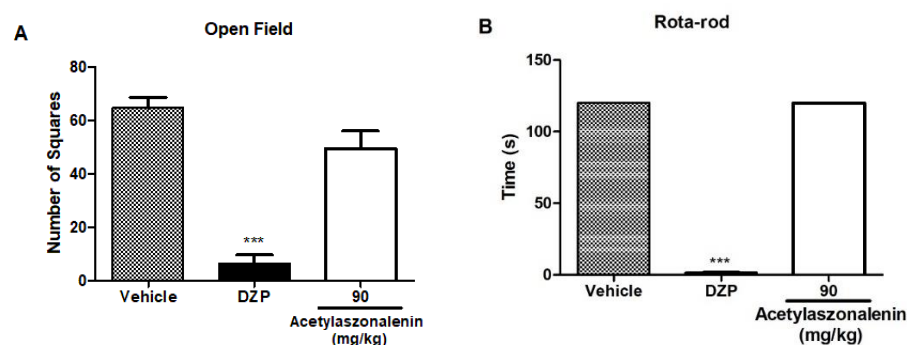 A
Open Field
Number of Squares
80
60
40
20
0
***
Vehicle
DZP
90
Acetylaszonalenin
(mg/kg)
B
Rota-rod
Time (s)
150
100
50
0
***
Vehicle
DZP
90
Acetylaszonalenin
(mg/kg)